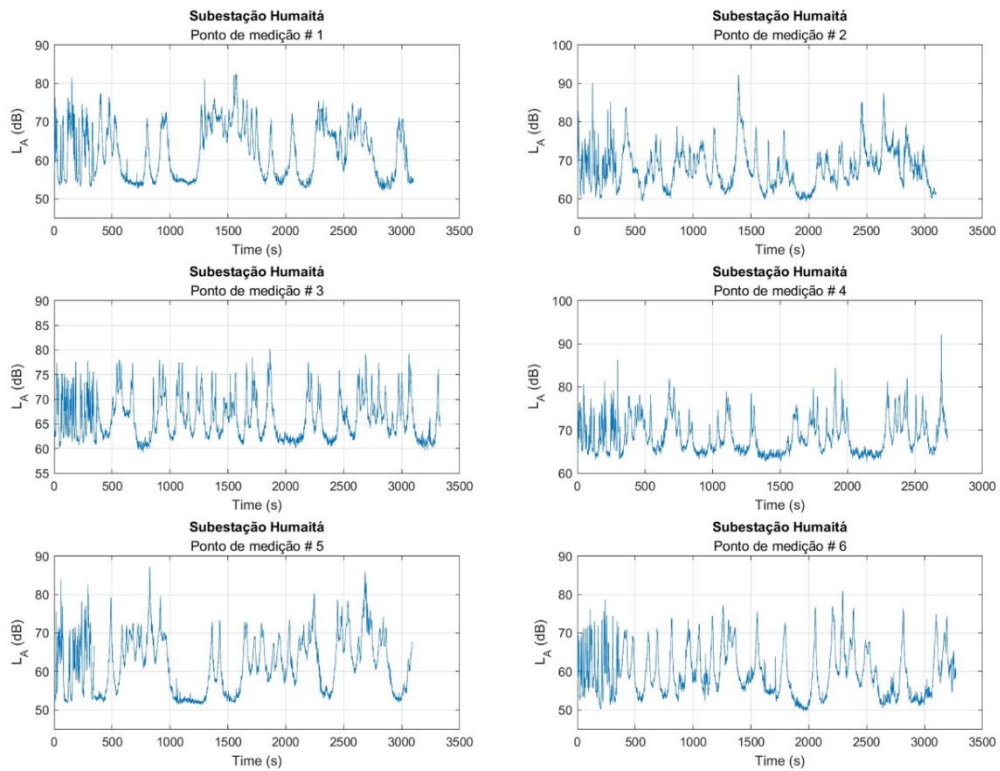 Subestação Humaitá
Ponto de medição # 1
90
80
70
60
50
L_A (dB)
0 500 1000 1500 2000 2500 3000 3500
Time (s)
Subestação Humaitá
Ponto de medição # 2
100
90
80
70
60
L_A (dB)
0 500 1000 1500 2000 2500 3000 3500
Time (s)
Subestação Humaitá
Ponto de medição # 3
90
85
80
75
70
65
60
55
L_A (dB)
0 500 1000 1500 2000 2500 3000 3500
Time (s)
Subestação Humaitá
Ponto de medição # 4
100
90
80
70
60
L_A (dB)
0 500 1000 1500 2000 2500 3000
Time (s)
Subestação Humaitá
Ponto de medição # 5
90
80
70
60
50
L_A (dB)
0 500 1000 1500 2000 2500 3000 3500
Time (s)
Subestação Humaitá
Ponto de medição # 6
90
80
70
60
50
L_A (dB)
0 500 1000 1500 2000 2500 3000 3500
Time (s)